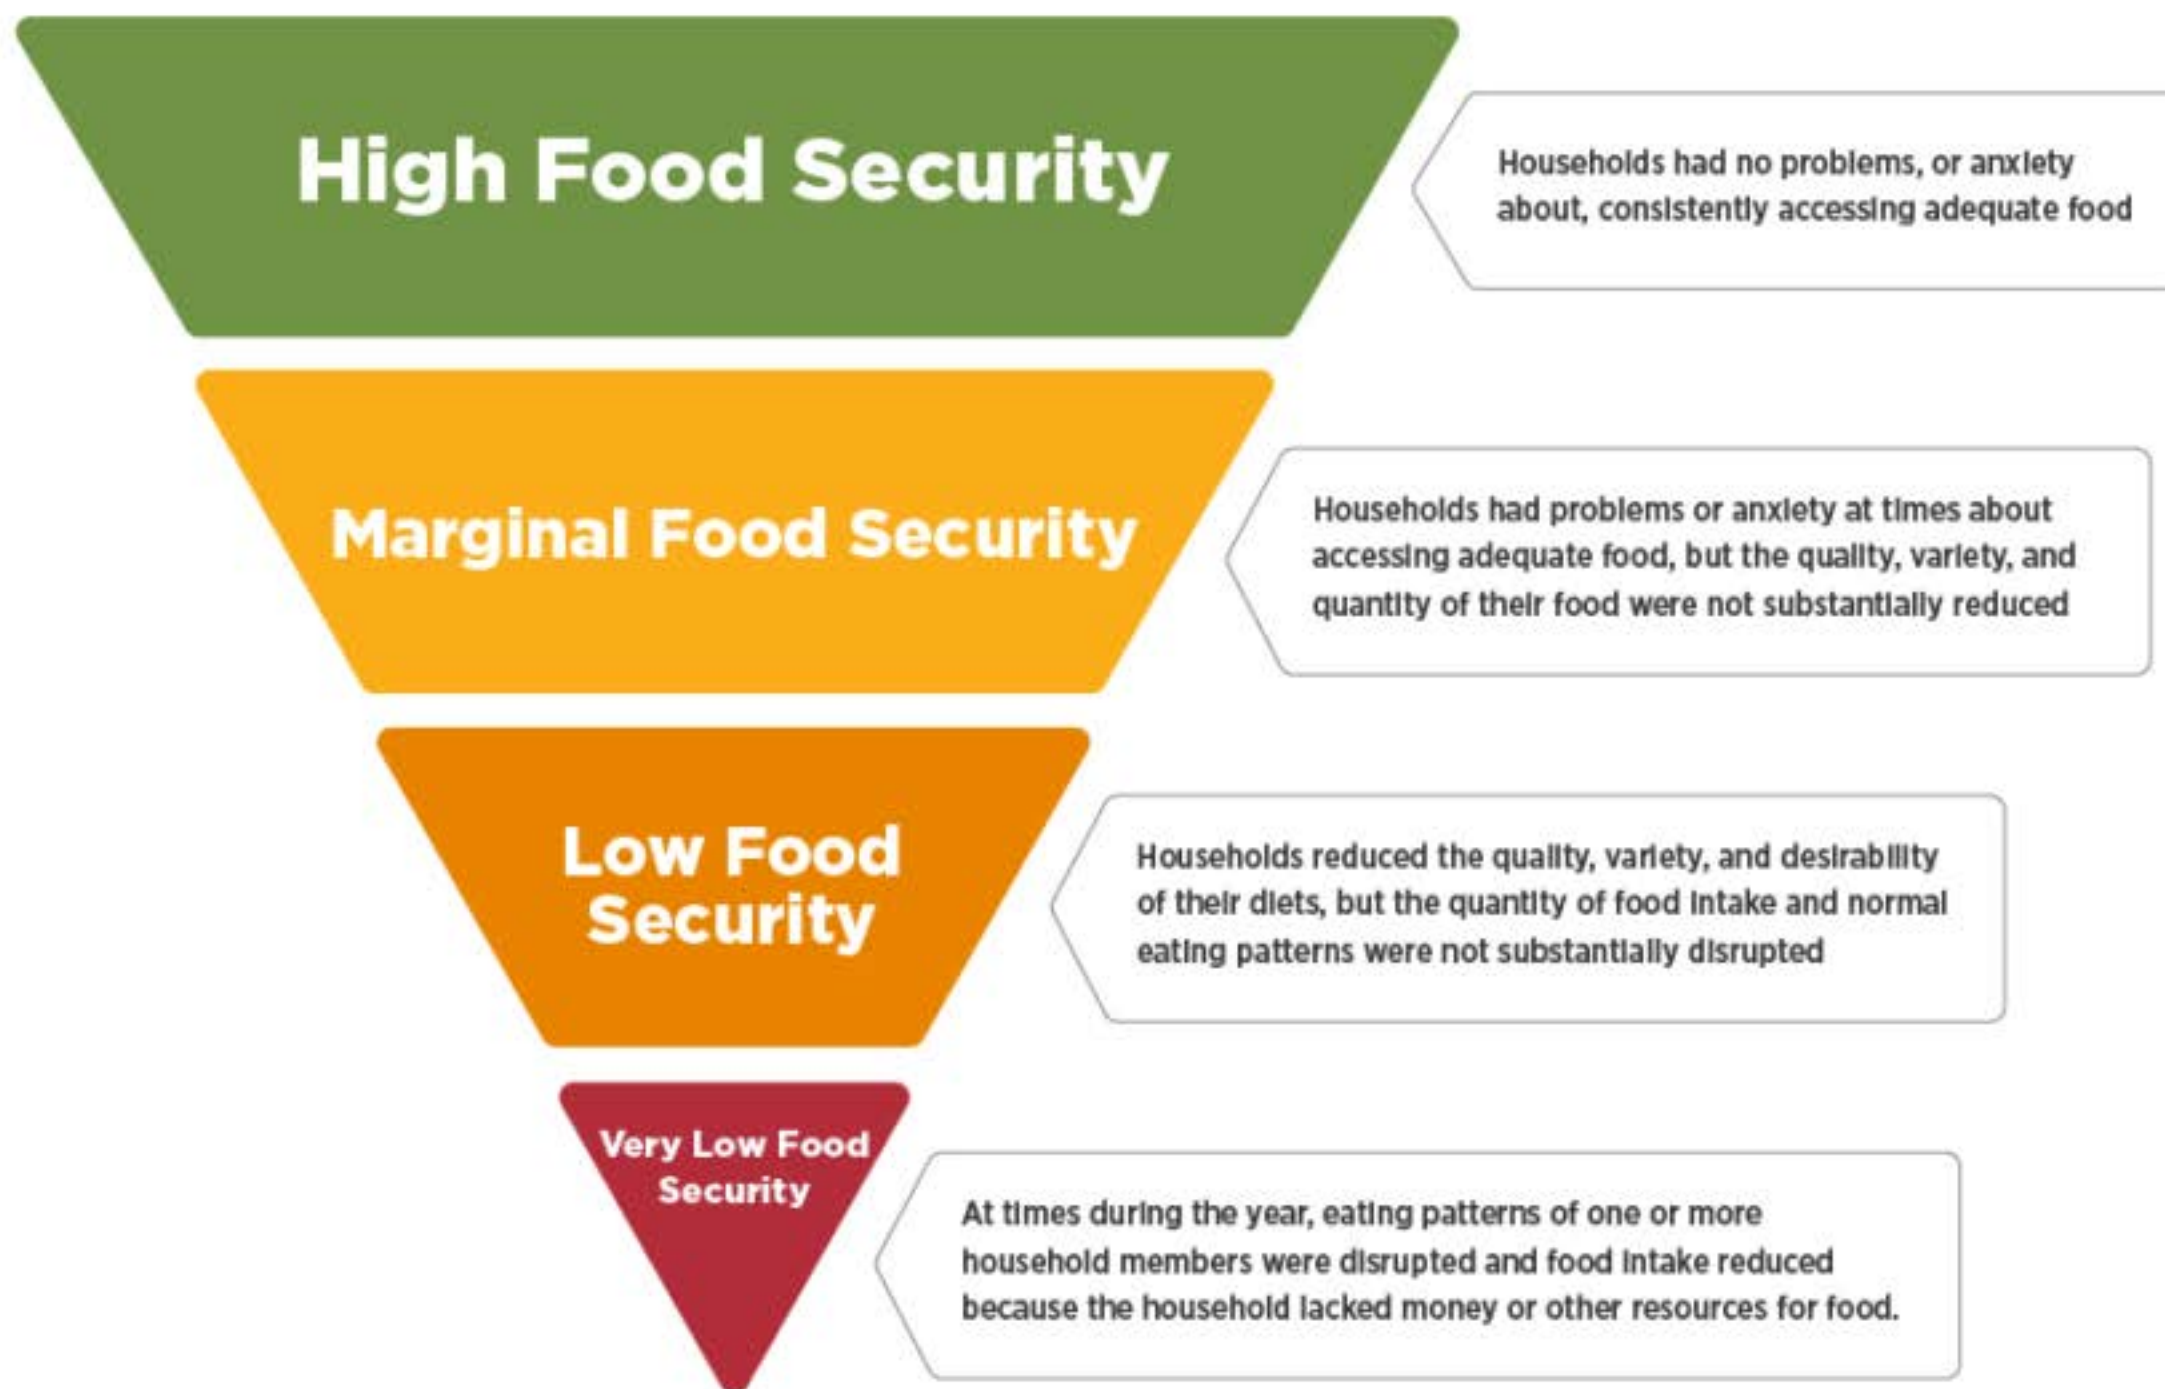 High Food Security
Households had no problems, or anxiety
about, consistently accessing adequate food
Marginal Food Security
Households had problems or anxiety at times about
accessing adequate food, but the quality, variety, and
quantity of their food were not substantially reduced
Low Food
Security
Households reduced the quality, variety, and desirability
of their diets, but the quantity of food intake and normal
eating patterns were not substantially disrupted
Very Low Food
Security
At times during the year, eating patterns of one or more
household members were disrupted and food intake reduced
because the household lacked money or other resources for food.